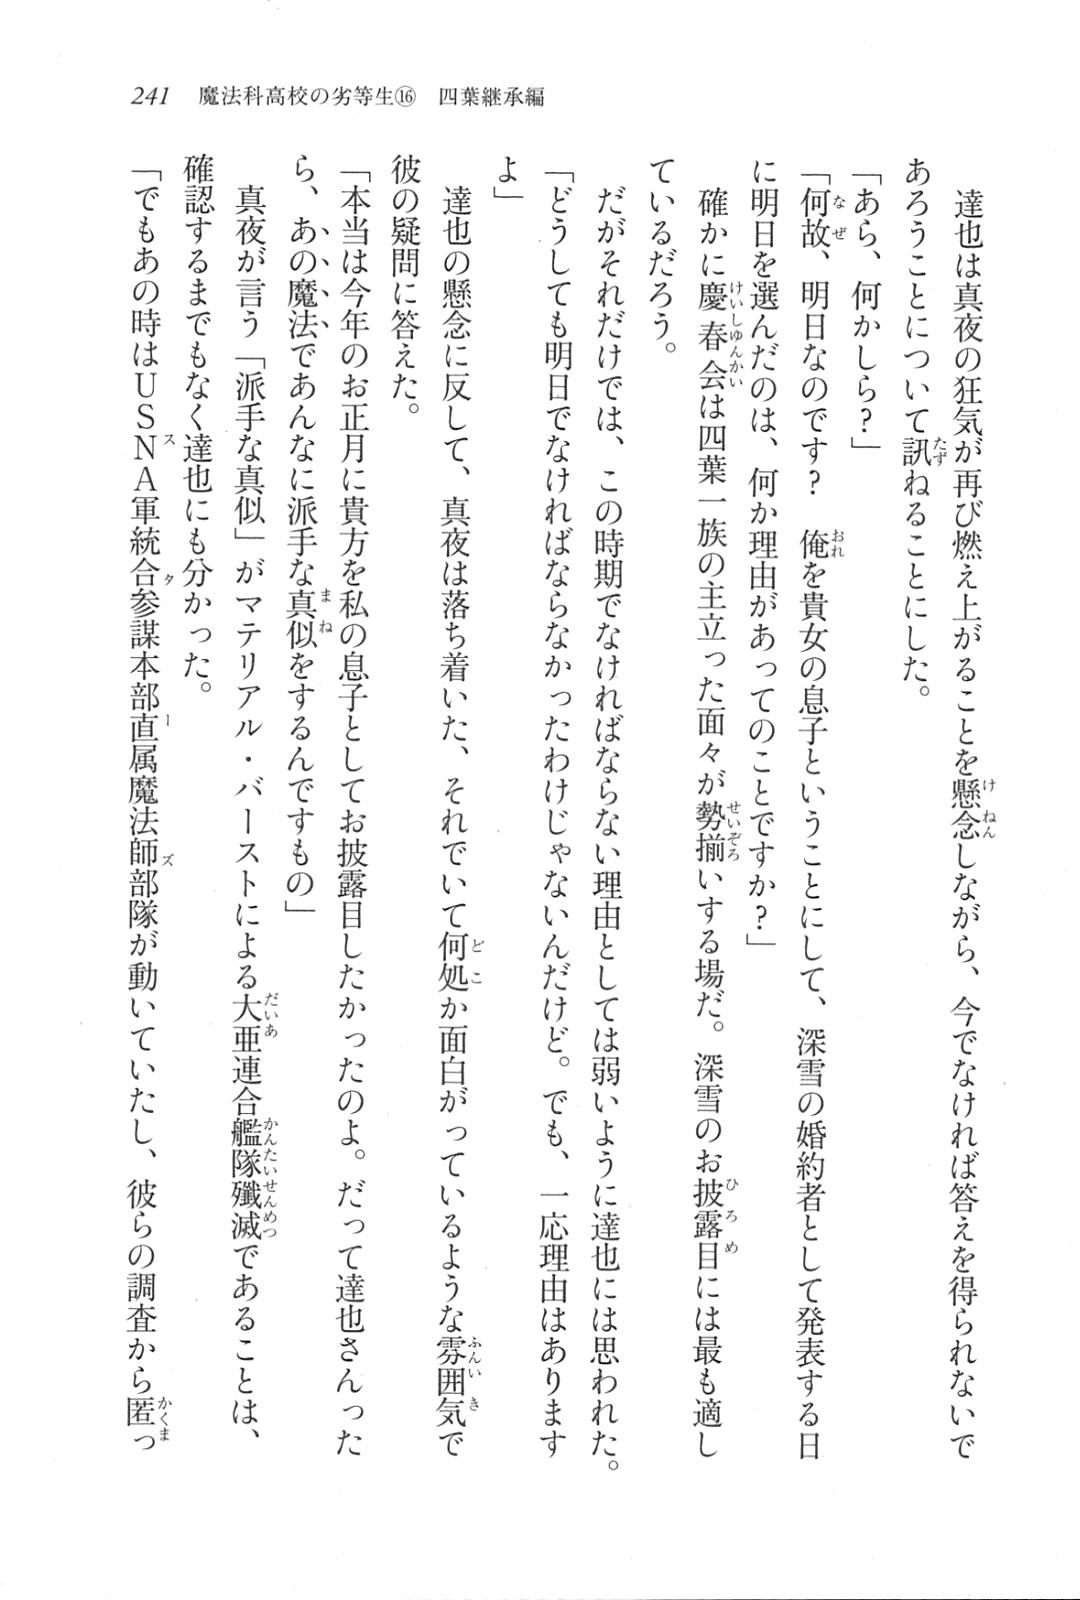 241　魔法科高校の劣等生⑯　四葉継承編
　達也は真夜の狂気が再び燃え上がることを懸念しながら、今でなければ答えを得られないで
あろうことについて訊ねることにした。
「あら、何かしら？」
「何故、明日なのです？　俺を貴女の息子ということにして、深雪の婚約者として発表する日
に明日を選んだのは、何か理由があってのことですか？」
　確かに慶春会は四葉一族の主立った面々が勢揃いする場だ。深雪のお披露目には最も適し
ているだろう。
　だがそれだけでは、この時期でなければならない理由としては弱いように達也には思われた。
「どうしても明日でなければならなかったわけじゃないんだけど。でも、一応理由はあります
よ」
　達也の懸念に反して、真夜は落ち着いた、それでいて何処か面白がっているような雰囲気で
彼の疑問に答えた。
「本当は今年のお正月に貴方を私の息子としてお披露目したかったのよ。だって達也さんった
ら、あの魔法であんなに派手な真似をするんですもの」
　真夜が言う「派手な真似」がマテリアル・バーストによる大亜連合艦隊殲滅であることは、
確認するまでもなく達也にも分かった。
「でもあの時はＵＳＮＡ軍統合参謀本部直属魔法師部隊が動いていたし、彼らの調査から匿っ